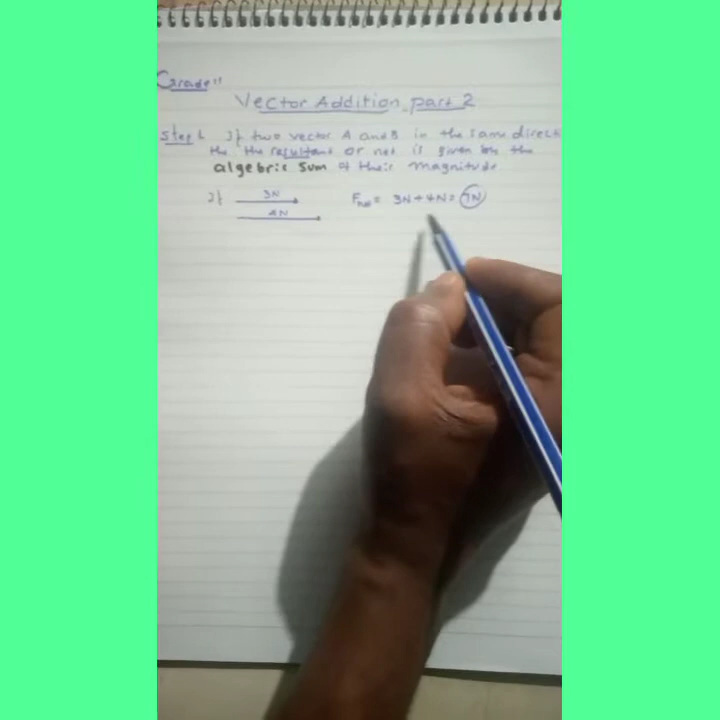 Grade 11
Vector Addition part 2
Step 1 If two vector A and B in the same direct
the the resultant or net is given by the
algebric Sum of their magnitude
If 3N
4N
Fnet = 3N + 4N = 7N